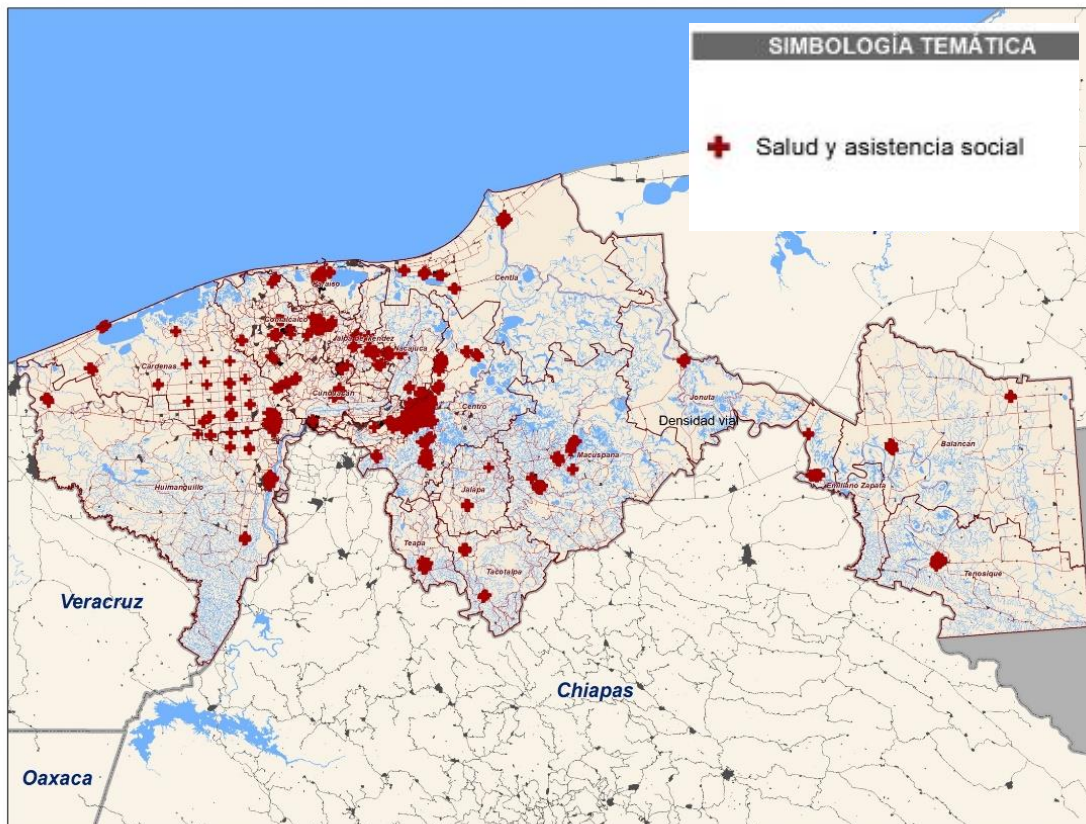 SIMBOLOGÍA TEMÁTICA
Salud y asistencia social
Centla
Paraíso
Comalcalco
Jalpa de Méndez
Nacajuca
Cárdenas
Cunduacán
Centro
Jonuta
Densidad vial
Balancán
Macuspana
Huimanguillo
Jalapa
Emiliano Zapata
Teapa
Tacotalpa
Tenosique
Veracruz
Chiapas
Oaxaca